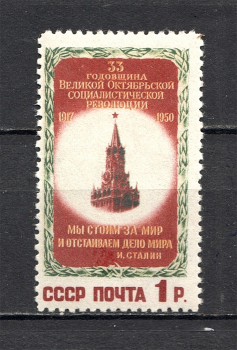 33
ГОДОВЩИНА
ВЕЛИКОЙ ОКТЯБРЬСКОЙ
СОЦИАЛИСТИЧЕСКОЙ
РЕВОЛЮЦИИ
1917 1950
МЫ СТОИМ ЗА МИР
И ОТСТАИВАЕМ ДЕЛО МИРА
И. СТАЛИН
СССР ПОЧТА 1 Р.